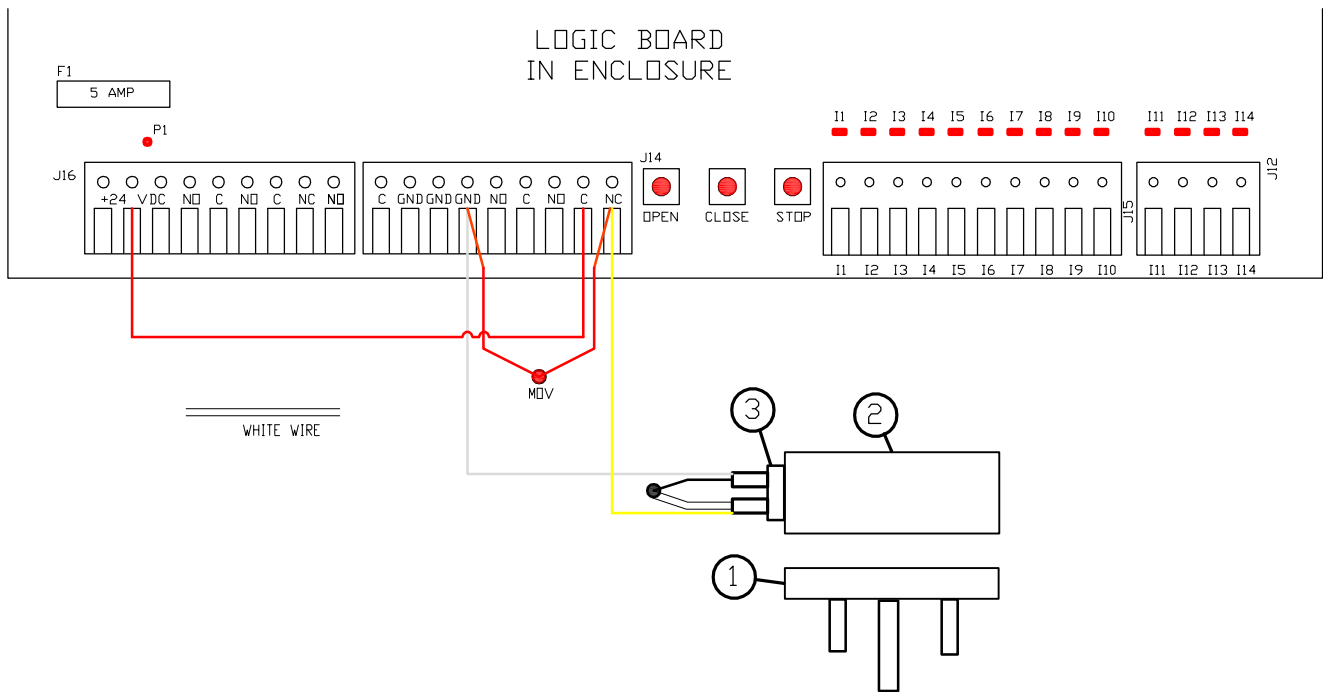 LOGIC BOARD
IN ENCLOSURE
F1
5 AMP
P1
J16
+24 VDC NO C NO C NC NO
C GND GND GND NO C NO C NC
J14
OPEN CLOSE STOP
I1 I2 I3 I4 I5 I6 I7 I8 I9 I10
I11 I12 I13 I14
J12
J15
I1 I2 I3 I4 I5 I6 I7 I8 I9 I10
I11 I12 I13 I14
MOV
WHITE WIRE
3
2
1